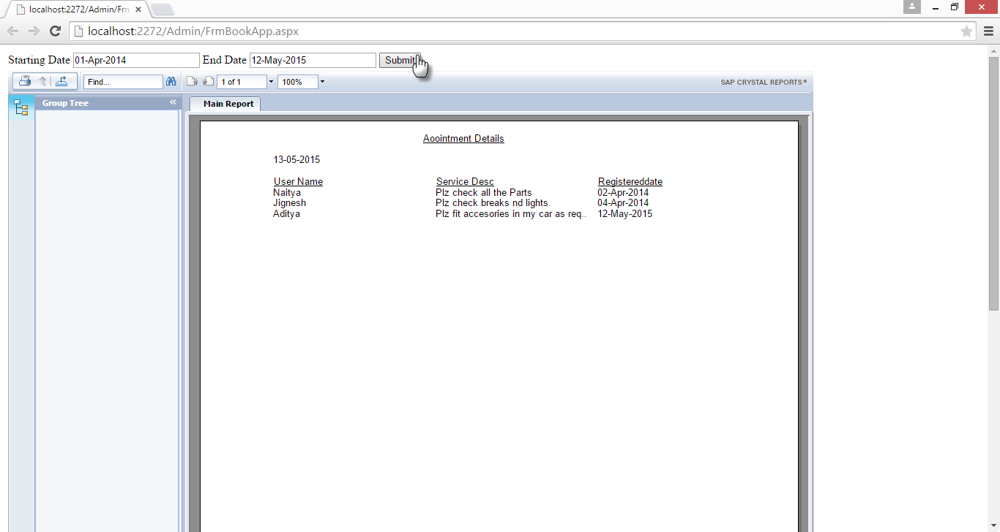 localhost:2272/Admin/Frn
localhost:2272/Admin/FrmBookApp.aspx
Starting Date 01-Apr-2014 End Date 12-May-2015 Submit
Find... 1 of 1 100% SAP CRYSTAL REPORTS®
Group Tree « Main Report
Aoointment Details
13-05-2015
User Name Service Desc Registereddate
Naitya Plz check all the Parts 02-Apr-2014
Jignesh Plz check breaks nd lights. 04-Apr-2014
Aditya Plz fit accesories in my car as req.. 12-May-2015